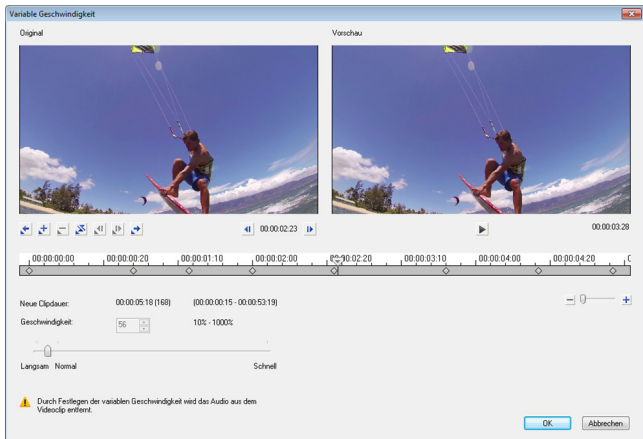 Variable Geschwindigkeit
Original
Vorschau
00:00:02:23
00:00:03:28
00:00:00:00 00:00:00:20 00:00:01:10 00:00:02:00 00:00:02:20 00:00:03:10 00:00:04:00 00:00:04:20
Neue Clipdauer: 00:00:05:18 (168) (00:00:00:15 - 00:00:53:19)
Geschwindigkeit: 56 10% - 1000%
Langsam Normal Schnell
Durch Festlegen der variablen Geschwindigkeit wird das Audio aus dem
Videoclip entfernt.
OK Abbrechen